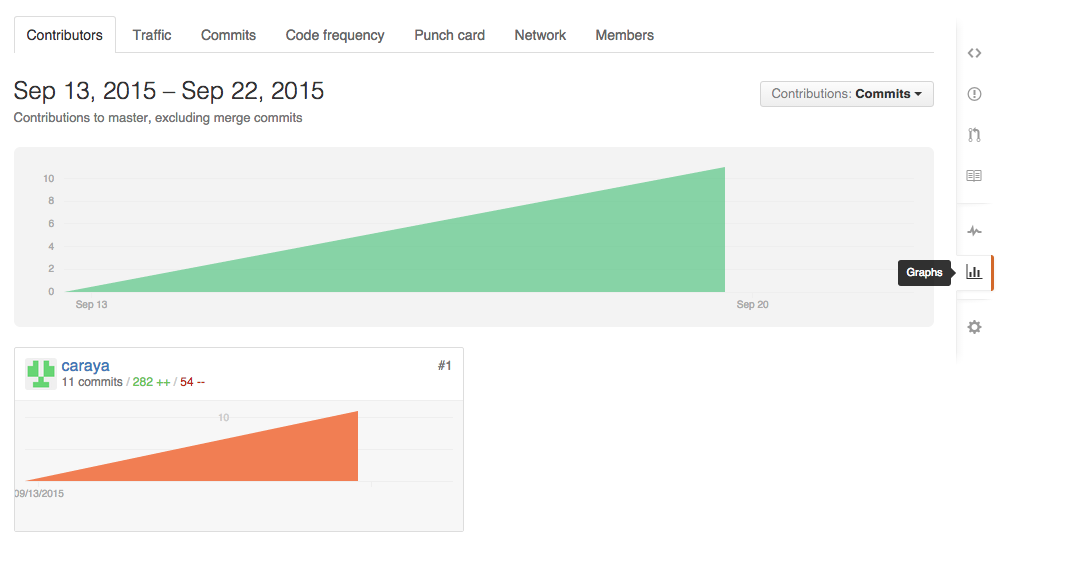 Contributors Traffic Commits Code frequency Punch card Network Members
Sep 13, 2015 – Sep 22, 2015
Contributions: Commits
Contributions to master, excluding merge commits
10
8
6
4
2
0
Sep 13 Sep 20
Graphs
caraya #1
11 commits / 282 ++ / 54 --
10
09/13/2015